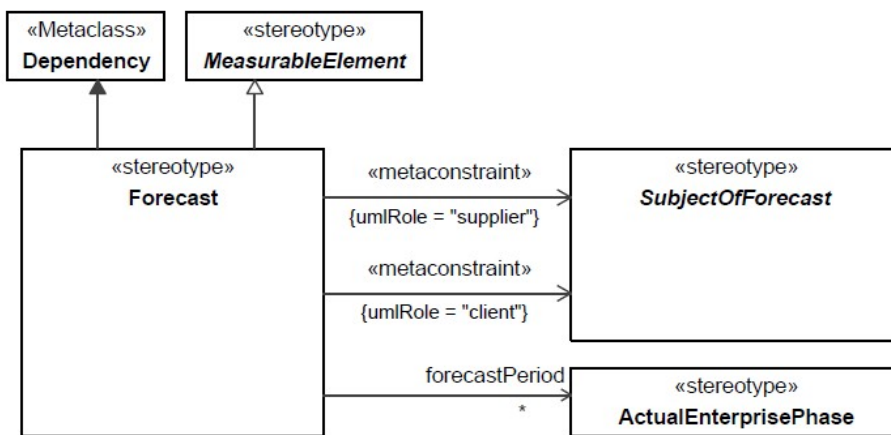 «Metaclass»
Dependency
«stereotype»
MeasurableElement
«stereotype»
Forecast
«metaconstraint»
{umlRole = "supplier"}
«metaconstraint»
{umlRole = "client"}
forecastPeriod
*
«stereotype»
SubjectOfForecast
«stereotype»
ActualEnterprisePhase